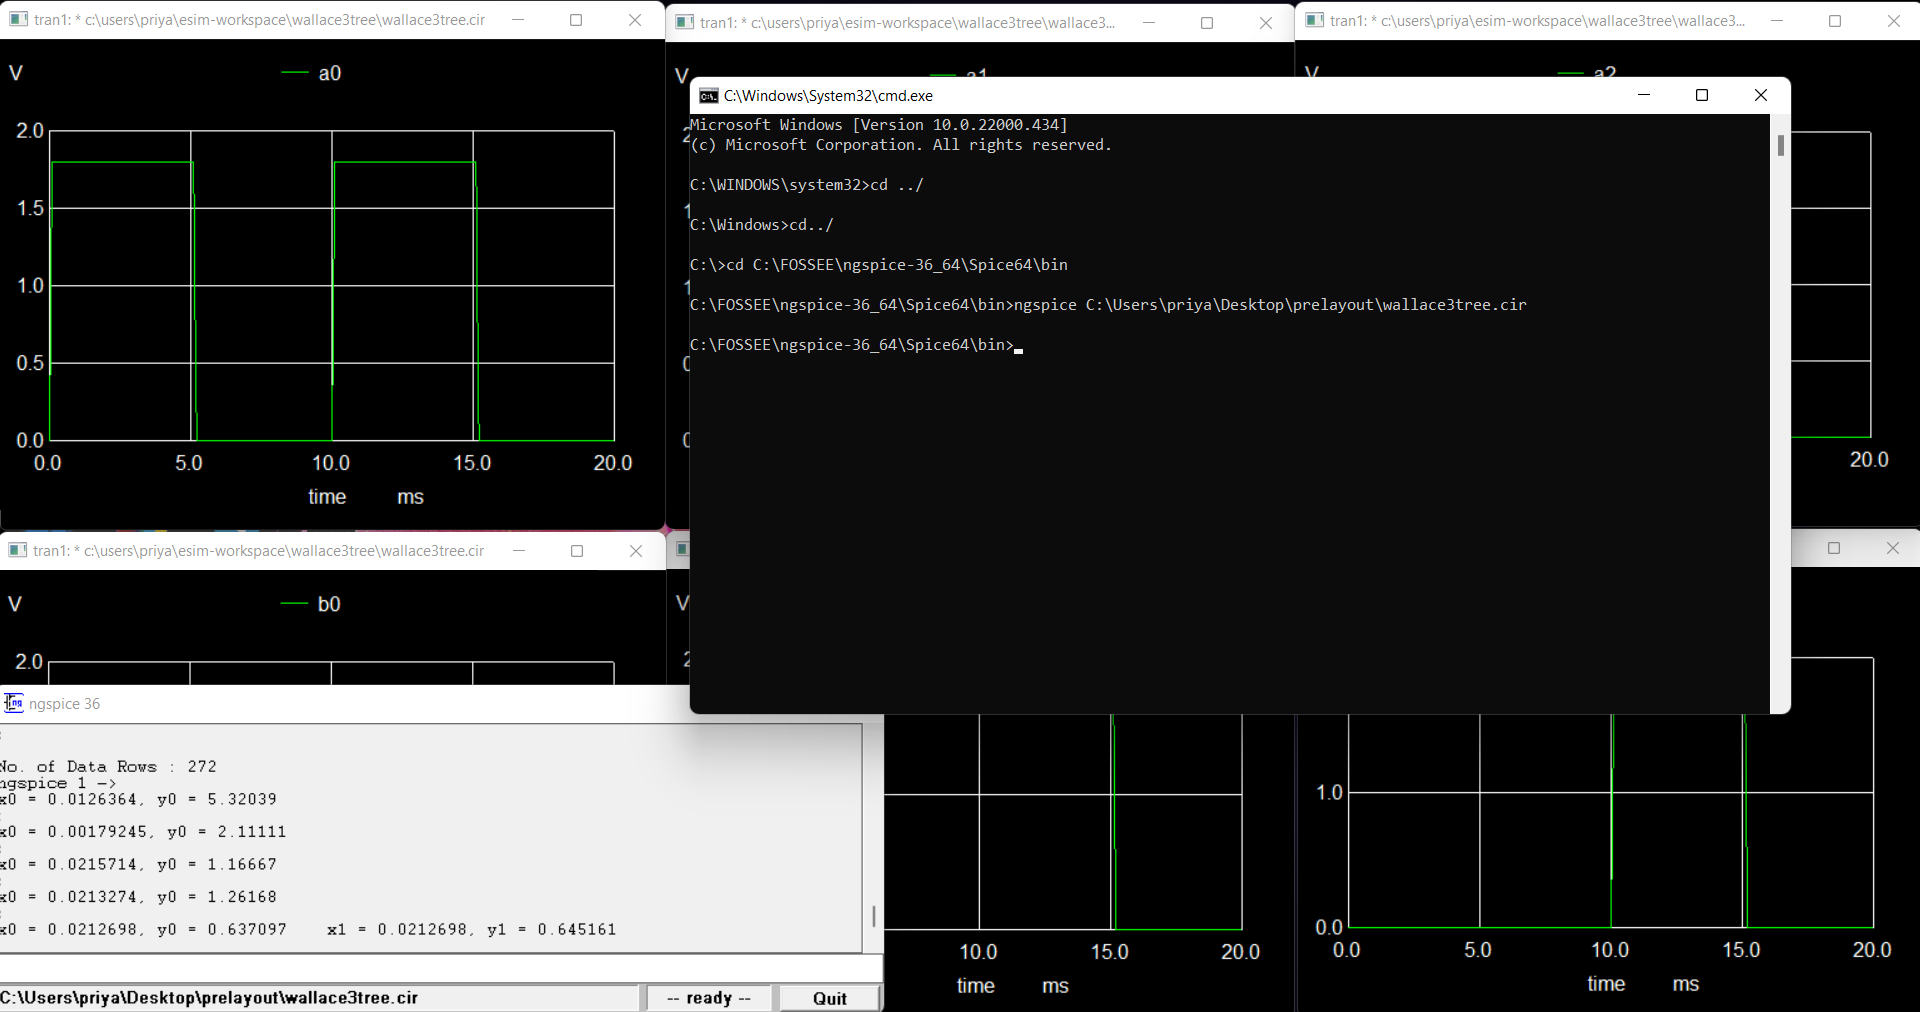 tran1: * c:\users\priya\esim-workspace\wallace3tree\wallace3tree.cir
V
a0
2.0
1.5
1.0
0.5
0.0
0.0 5.0 10.0 15.0 20.0
time ms
tran1: * c:\users\priya\esim-workspace\wallace3tree\wallace3...
V
a1
tran1: * c:\users\priya\esim-workspace\wallace3tree\wallace3...
V
a2
20.0
C:\Windows\System32\cmd.exe
Microsoft Windows [Version 10.0.22000.434]
(c) Microsoft Corporation. All rights reserved.
C:\WINDOWS\system32>cd ../
C:\Windows>cd../
C:\>cd C:\FOSSEE\ngspice-36_64\Spice64\bin
C:\FOSSEE\ngspice-36_64\Spice64\bin>ngspice C:\Users\priya\Desktop\prelayout\wallace3tree.cir
C:\FOSSEE\ngspice-36_64\Spice64\bin>
tran1: * c:\users\priya\esim-workspace\wallace3tree\wallace3tree.cir
V
b0
2.0
V
ngspice 36
No. of Data Rows : 272
ngspice 1 ->
x0 = 0.0126364, y0 = 5.32039
x0 = 0.00179245, y0 = 2.11111
x0 = 0.0215714, y0 = 1.16667
x0 = 0.0213274, y0 = 1.26168
x0 = 0.0212698, y0 = 0.637097 x1 = 0.0212698, y1 = 0.645161
C:\Users\priya\Desktop\prelayout\wallace3tree.cir
-- ready --
Quit
10.0 15.0 20.0
time ms
1.0
0.0
0.0 5.0 10.0 15.0 20.0
time ms